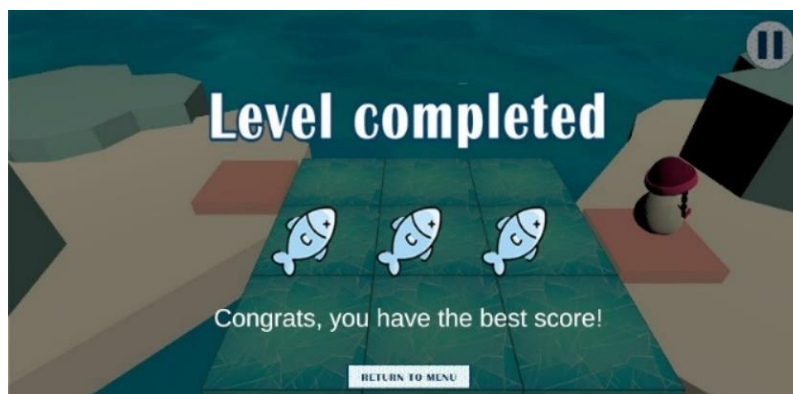 Level completed
Congrats, you have the best score!
RETURN TO MENU